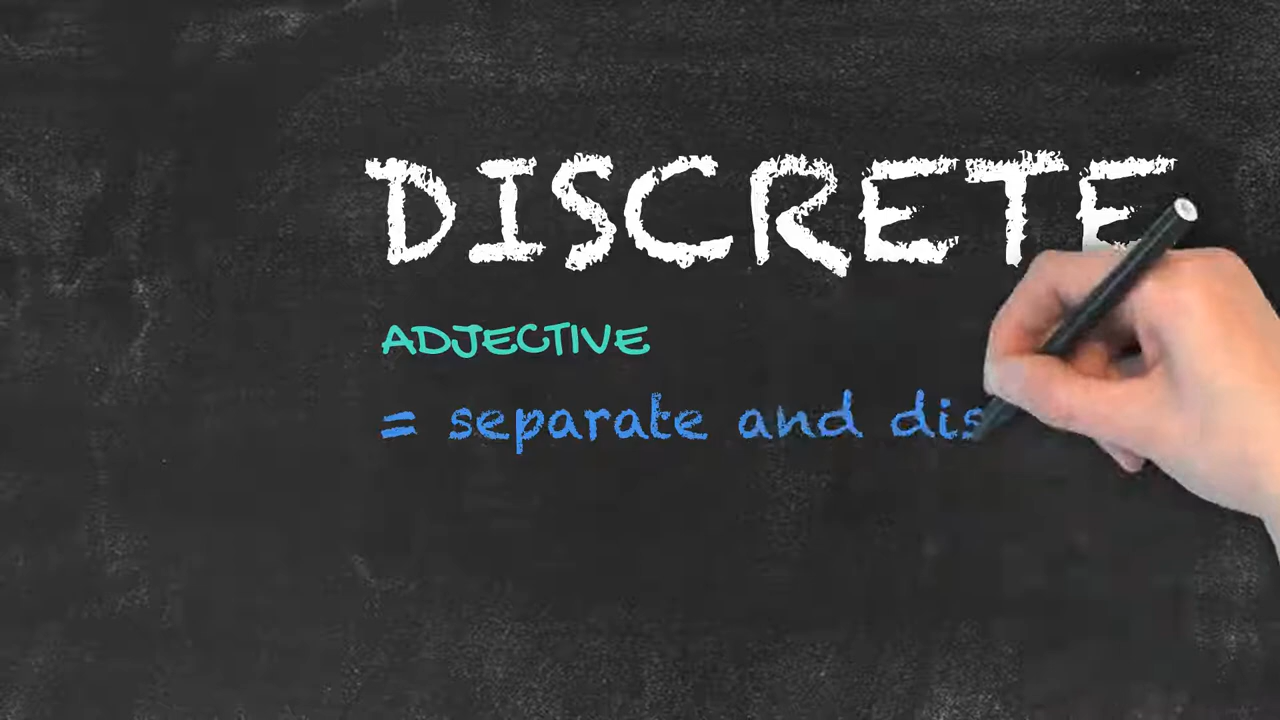 DISCRETE
ADJECTIVE
= separate and dis